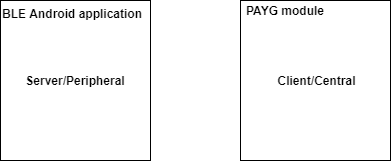 BLE Android application
PAYG module
Server/Peripheral
Client/Central